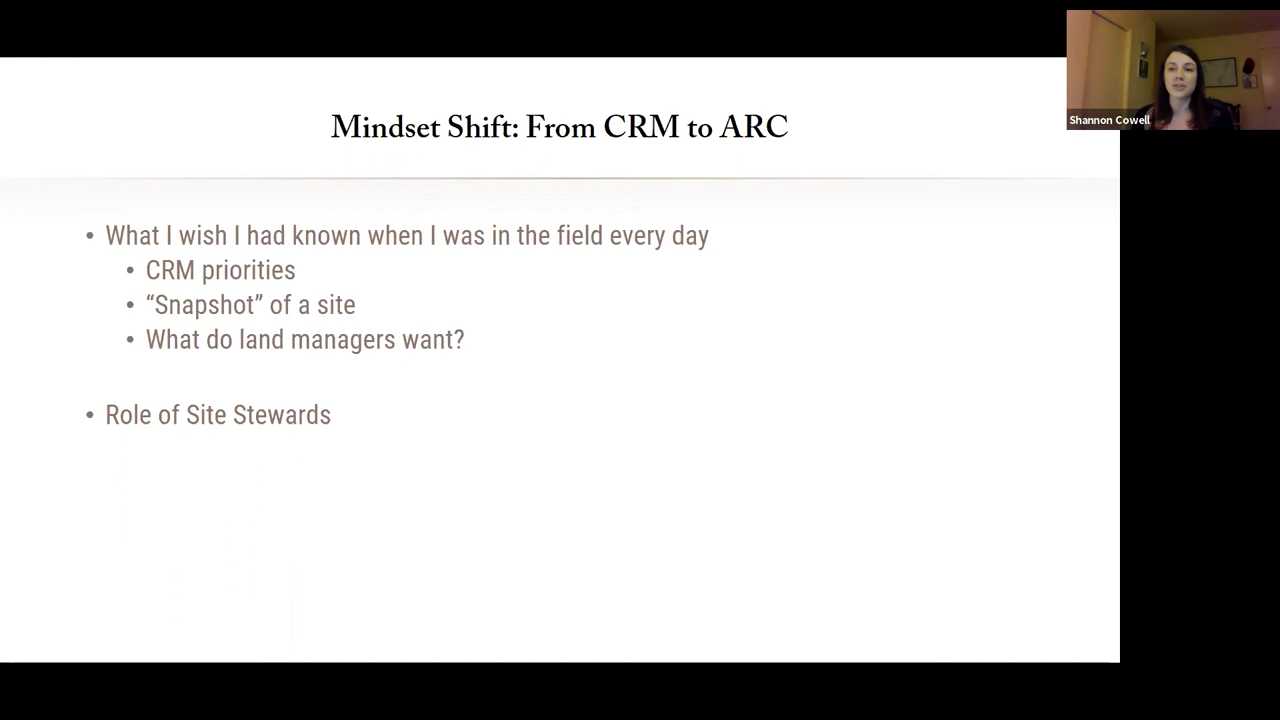 Mindset Shift: From CRM to ARC
Shannon Cowell
• What I wish I had known when I was in the field every day
• CRM priorities
• “Snapshot” of a site
• What do land managers want?
• Role of Site Stewards